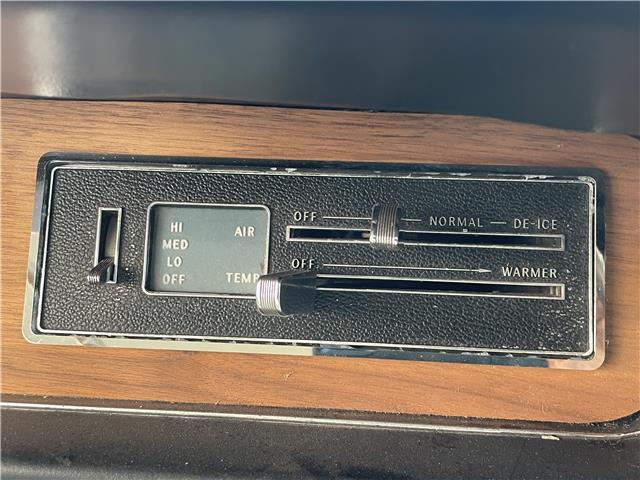 HI
MED
LO
OFF
AIR
TEMP
OFF NORMAL DE-ICE
OFF WARMER